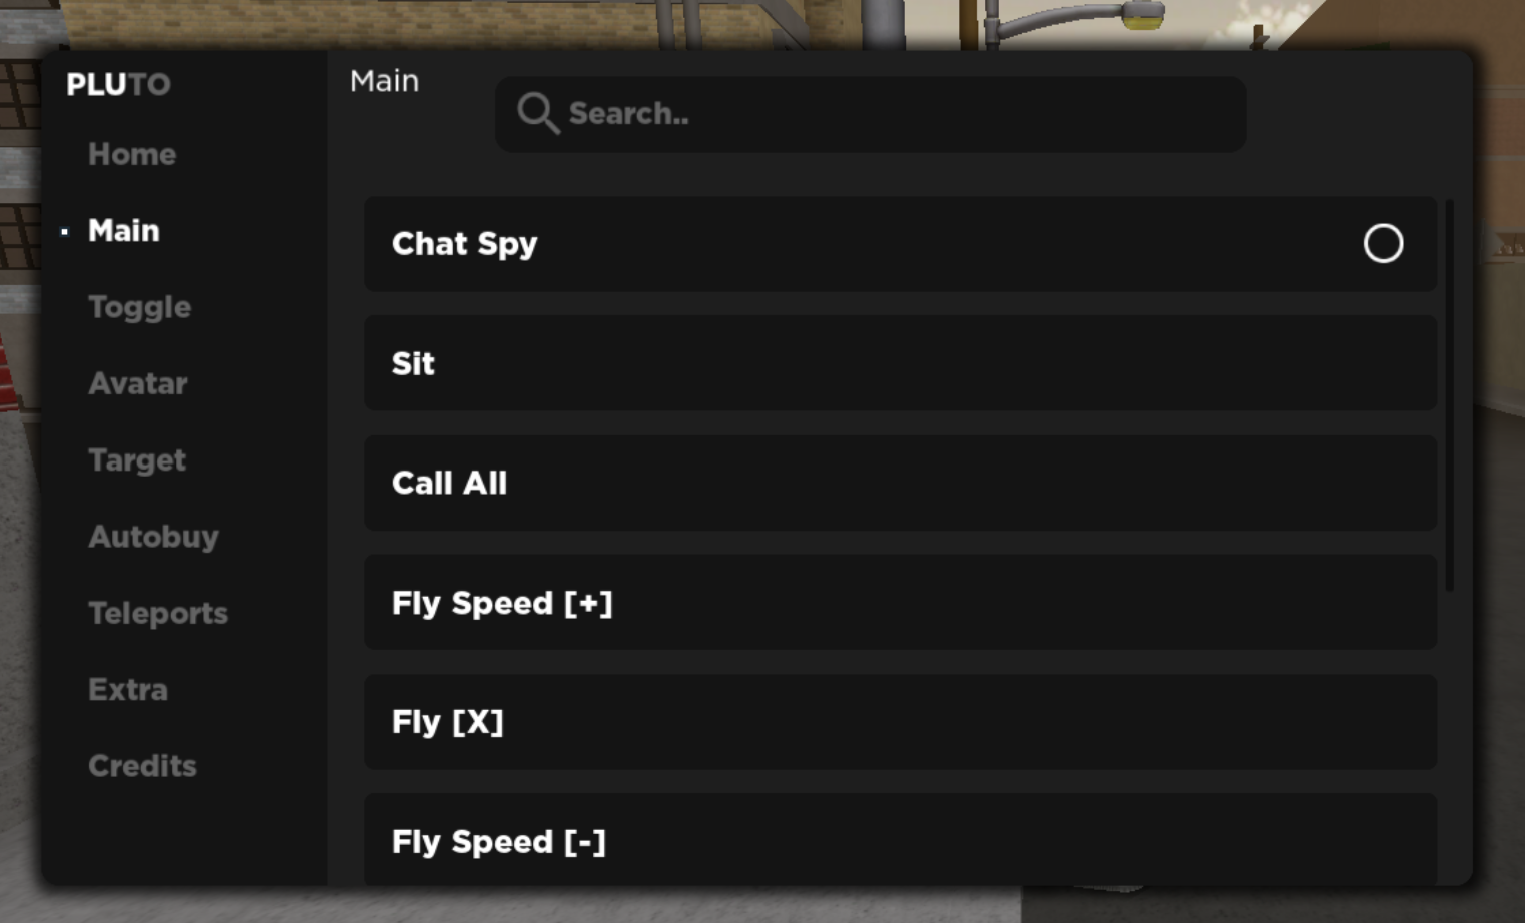 PLUTO
Home
Main
Toggle
Avatar
Target
Autobuy
Teleports
Extra
Credits
Main
Search..
Chat Spy
Sit
Call All
Fly Speed [+]
Fly [X]
Fly Speed [-]